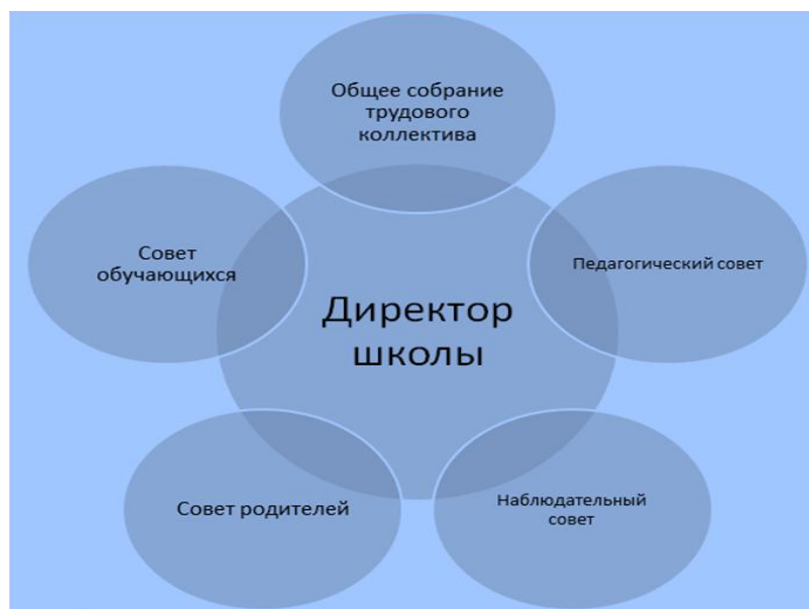 Общее собрание
трудового
коллектива
Совет
обучающихся
Педагогический совет
Директор
школы
Совет родителей
Наблюдательный
совет